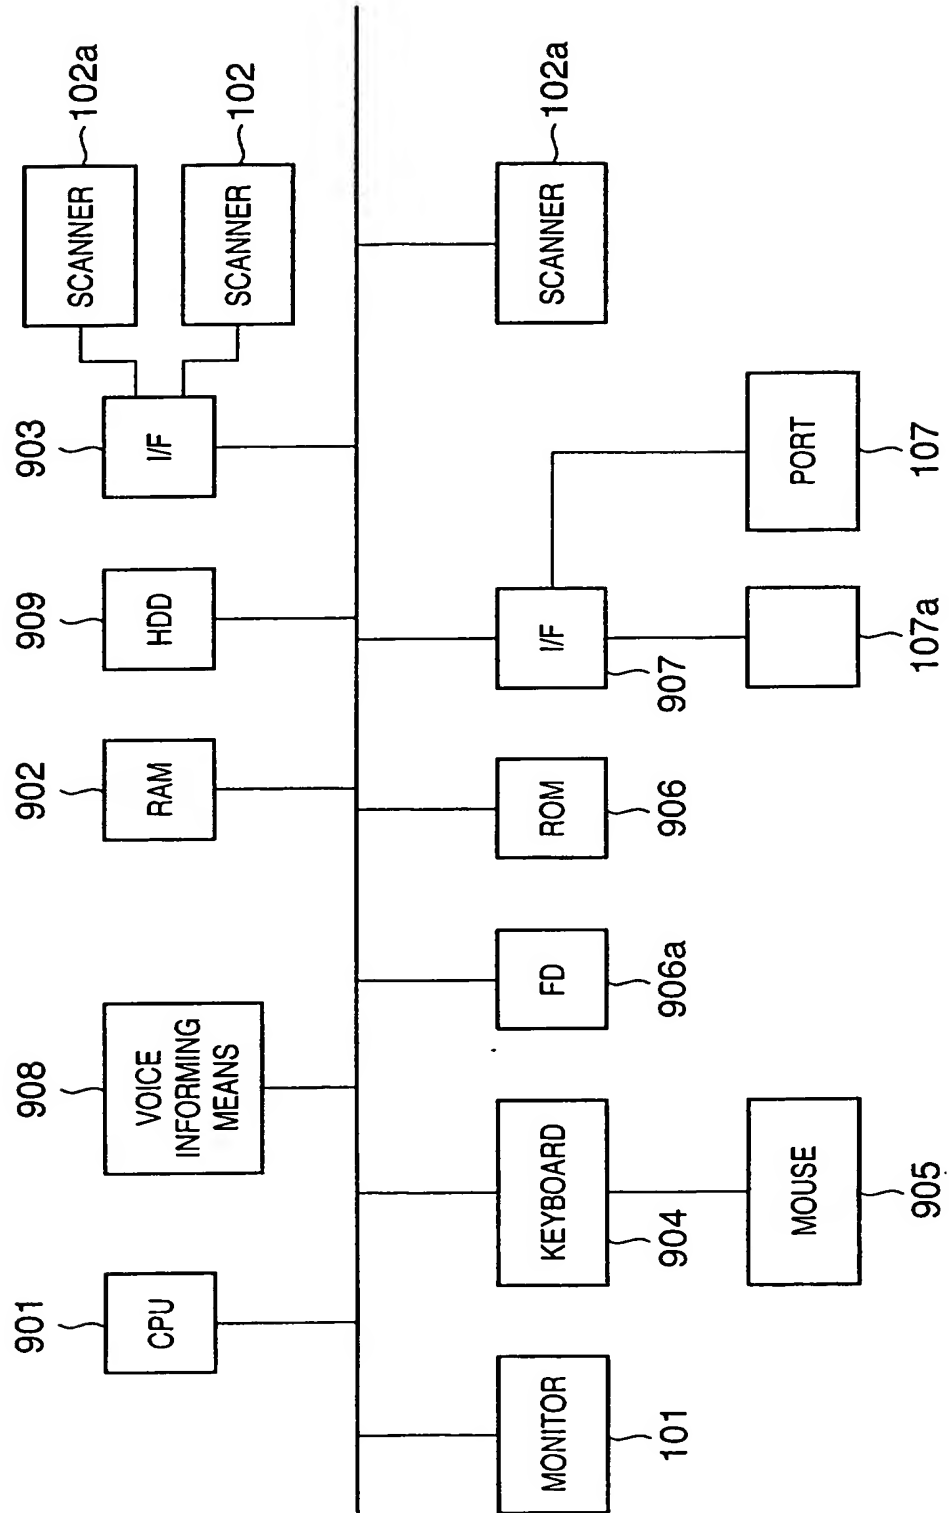 901
CPU
908
VOICE
INFORMING
MEANS
902
RAM
909
HDD
903
I/F
SCANNER
102a
SCANNER
102
MONITOR
101
KEYBOARD
904
MOUSE
905
FD
906a
ROM
906
I/F
907
107a
PORT
107
SCANNER
102a